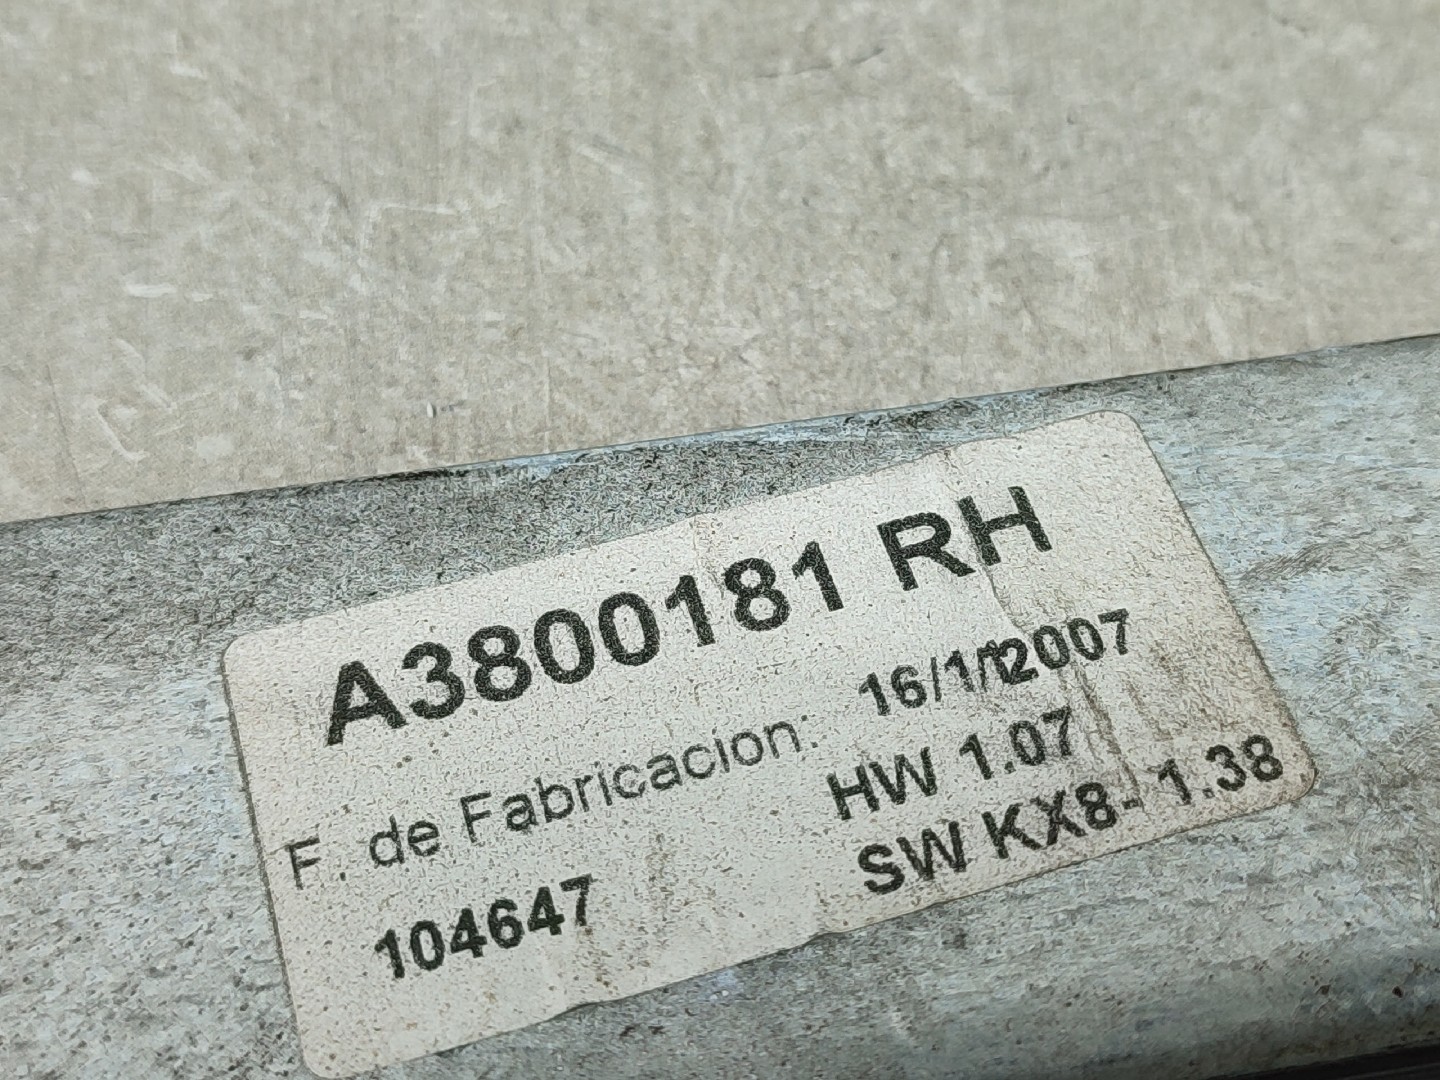 A3800181 RH
F. de Fabricacion: 16/1/2007
HW 1.07
104647 SW KX8- 1.38